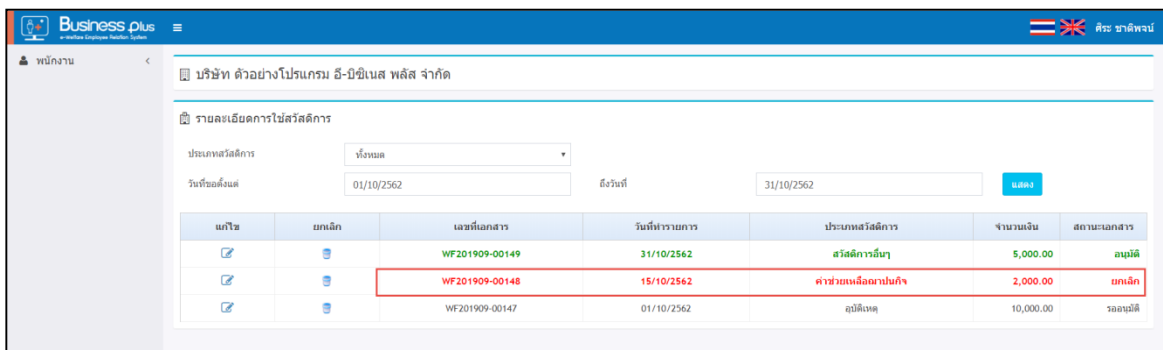 Business plus
e-Welfare Employee Relation System
ศิระ ชาติพจน์
พนักงาน
บริษัท ตัวอย่างโปรแกรม อี-บิซิเนส พลัส จำกัด
รายละเอียดการใช้สวัสดิการ
ประเภทสวัสดิการ ทั้งหมด
วันที่ขอตั้งแต่ 01/10/2562 ถึงวันที่ 31/10/2562 แสดง
แก้ไข ยกเลิก เลขที่เอกสาร วันที่ทำรายการ ประเภทสวัสดิการ จำนวนเงิน สถานะเอกสาร
WF201909-00149 31/10/2562 สวัสดิการอื่นๆ 5,000.00 อนุมัติ
WF201909-00148 15/10/2562 ค่าช่วยเหลือฌาปนกิจ 2,000.00 ยกเลิก
WF201909-00147 01/10/2562 อุบัติเหตุ 10,000.00 รออนุมัติ